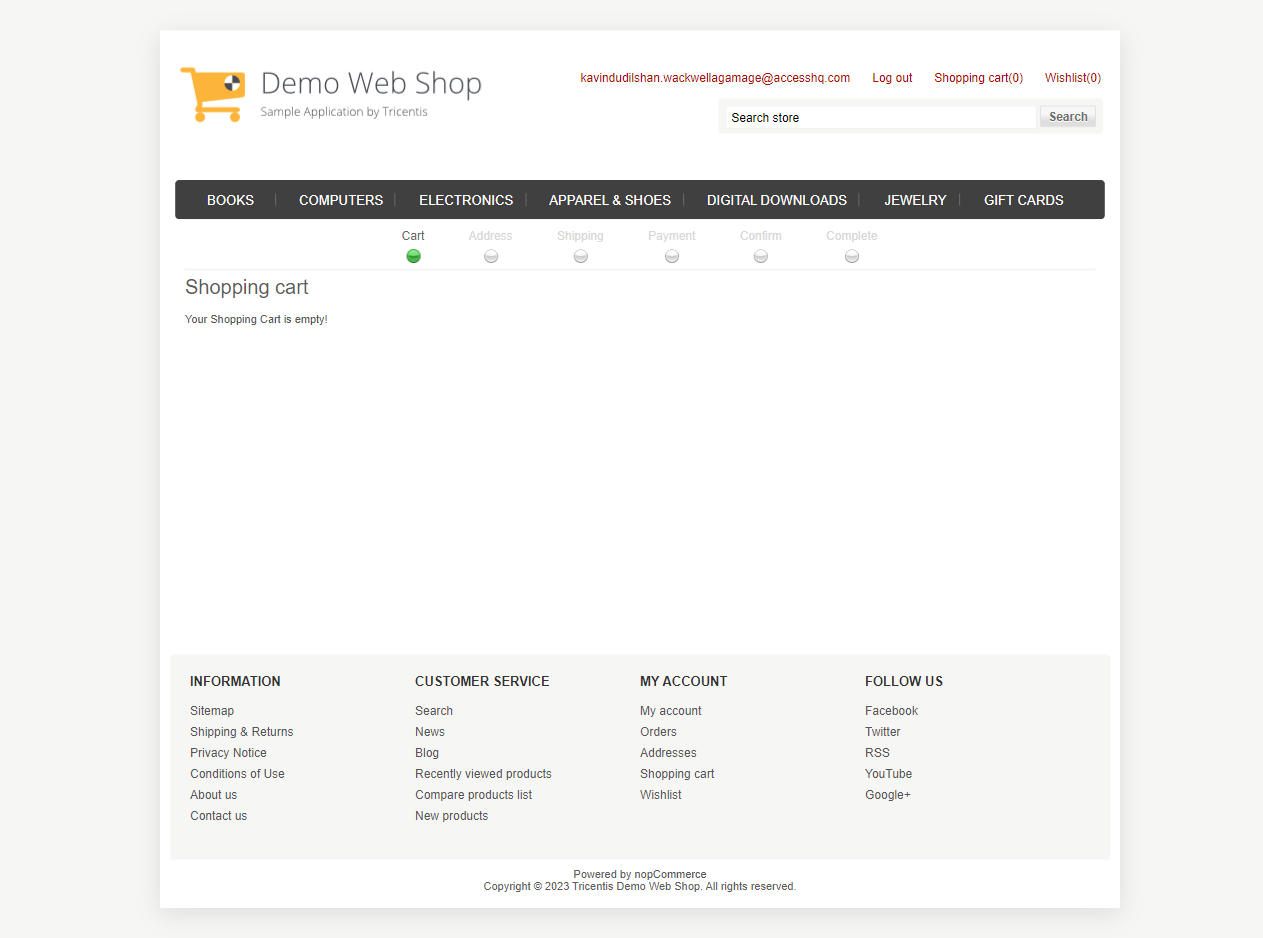 Demo Web Shop
Sample Application by Tricentis
kavindudilshan.wackwellagamage@accesshq.com Log out Shopping cart(0) Wishlist(0)
Search store Search
BOOKS COMPUTERS ELECTRONICS APPAREL & SHOES DIGITAL DOWNLOADS JEWELRY GIFT CARDS
Cart Address Shipping Payment Confirm Complete
Shopping cart
Your Shopping Cart is empty!
INFORMATION
Sitemap
Shipping & Returns
Privacy Notice
Conditions of Use
About us
Contact us
CUSTOMER SERVICE
Search
News
Blog
Recently viewed products
Compare products list
New products
MY ACCOUNT
My account
Orders
Addresses
Shopping cart
Wishlist
FOLLOW US
Facebook
Twitter
RSS
YouTube
Google+
Powered by nopCommerce
Copyright © 2023 Tricentis Demo Web Shop. All rights reserved.